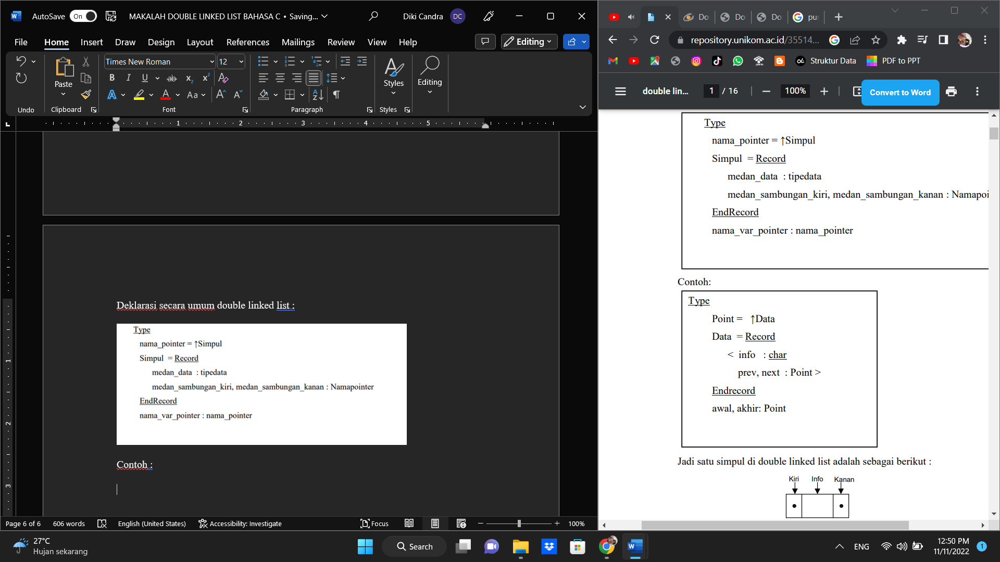 AutoSave On MAKALAH DOUBLE LINKED LIST BAHASA C • Saving... Diki Candra DC
File Home Insert Draw Design Layout References Mailings Review View Help Editing
Times New Roman 12
Paste Styles Editing
Undo Clipboard Font Paragraph Styles
1 2 3 4 5
Deklarasi secara umum double linked list :
Type
nama_pointer = ↑Simpul
Simpul = Record
medan_data : tipedata
medan_sambungan_kiri, medan_sambungan_kanan : Namapointer
EndRecord
nama_var_pointer : nama_pointer
Contoh :
1
2
3
Page 6 of 6 606 words English (United States) Accessibility: Investigate Focus 100%
Do Do Do pu
repository.unikom.ac.id/35514...
Struktur Data PDF to PPT
double lin... 1 / 16 100% Convert to Word
Type
nama_pointer = ↑Simpul
Simpul = Record
medan_data : tipedata
medan_sambungan_kiri, medan_sambungan_kanan : Namapoi
EndRecord
nama_var_pointer : nama_pointer
Contoh:
Type
Point = ↑Data
Data = Record
< info : char
prev, next : Point >
Endrecord
awal, akhir: Point
Jadi satu simpul di double linked list adalah sebagai berikut :
Kiri Info Kanan
27°C
Hujan sekarang
Search
ENG
12:50 PM
11/11/2022
1